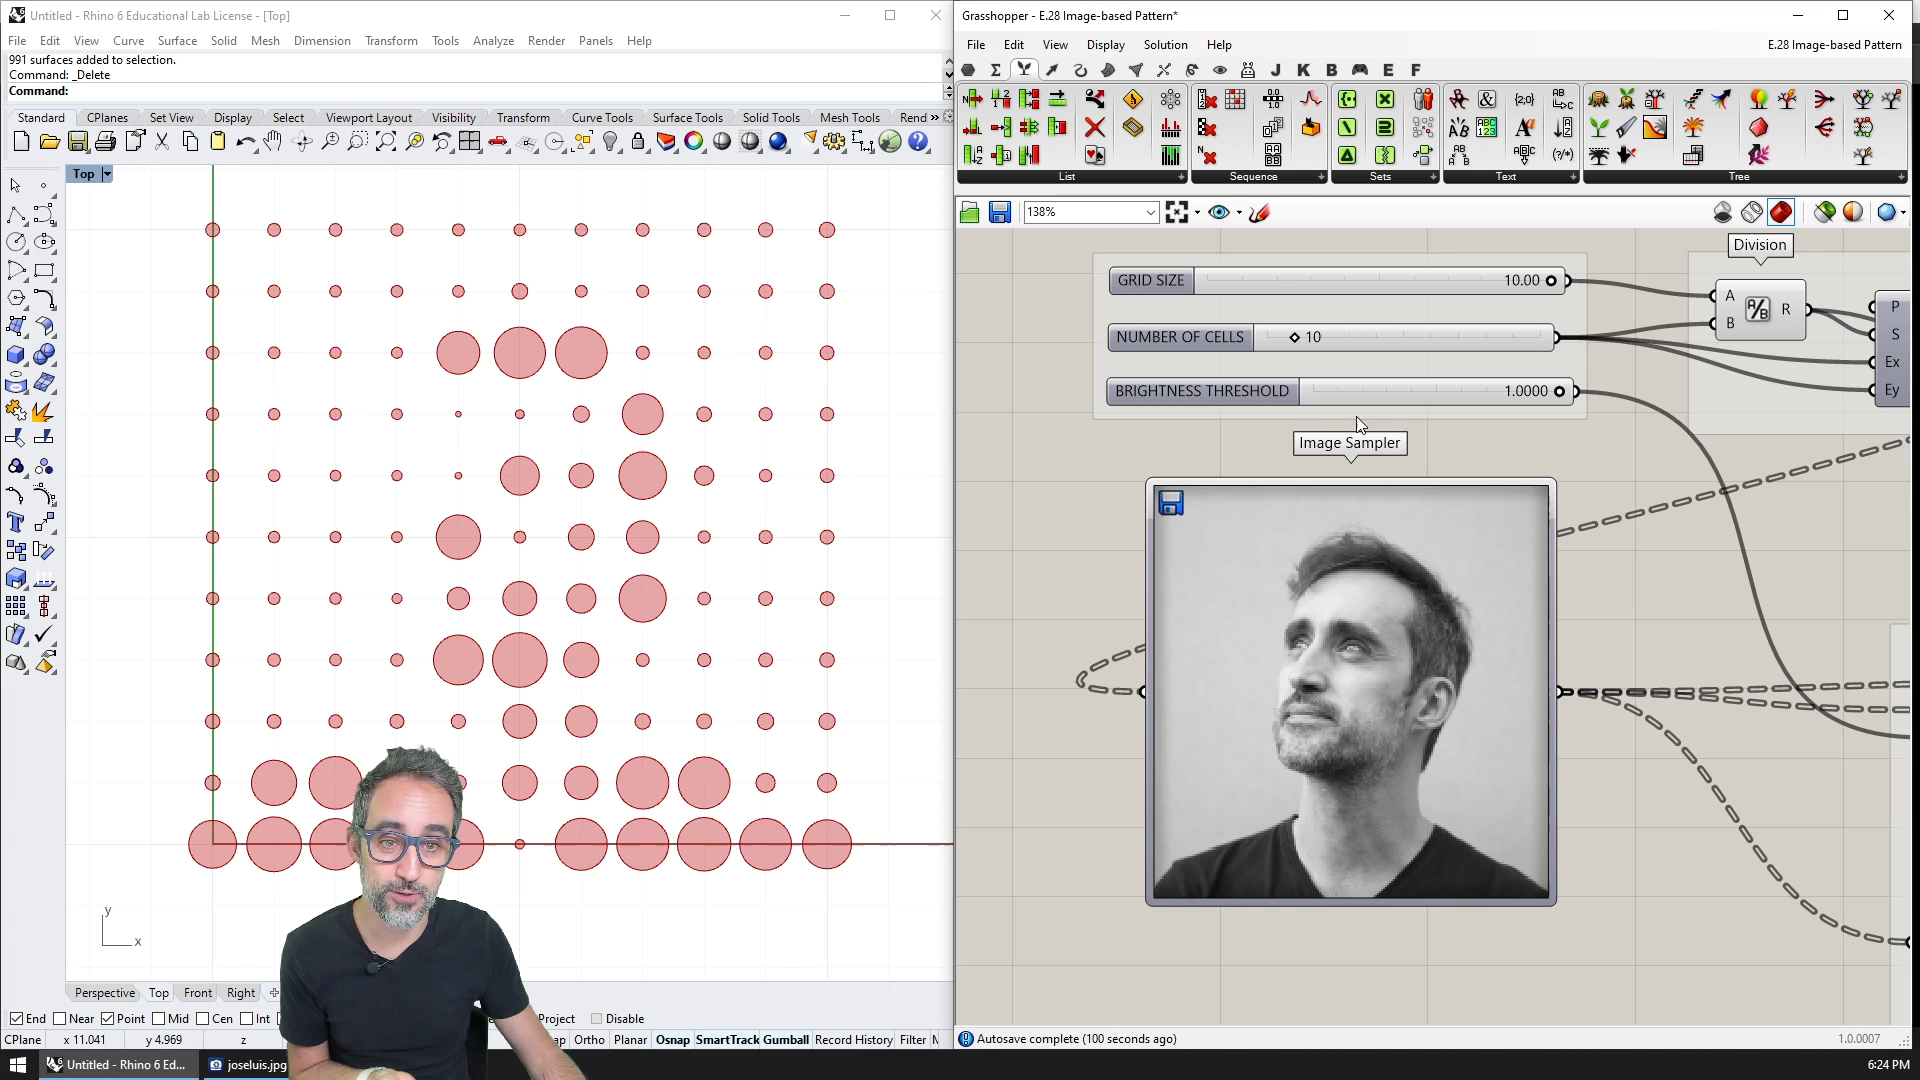 Untitled - Rhino 6 Educational Lab License - [Top]
File Edit View Curve Surface Solid Mesh Dimension Transform Tools Analyze Render Panels Help
991 surfaces added to selection.
Command: _Delete
Command:
Standard CPlanes Set View Display Select Viewport Layout Visibility Transform Curve Tools Surface Tools Solid Tools Mesh Tools Rend »
Top
y
x
Perspective Top Front Right
End Near Point Mid Cen Int Project Disable
CPlane x 11.041 y 4.969 z Ortho Planar Osnap SmartTrack Gumball Record History Filter
Untitled - Rhino 6 Ed... joseluis.jpg
Grasshopper - E.28 Image-based Pattern*
File Edit View Display Solution Help
E.28 Image-based Pattern
J K B E F
List Sequence Sets Text Tree
138%
Division
GRID SIZE 10.00
A
B
R
NUMBER OF CELLS 10
P
S
Ex
Ey
BRIGHTNESS THRESHOLD 1.0000
Image Sampler
Autosave complete (100 seconds ago)
1.0.0007
6:24 PM